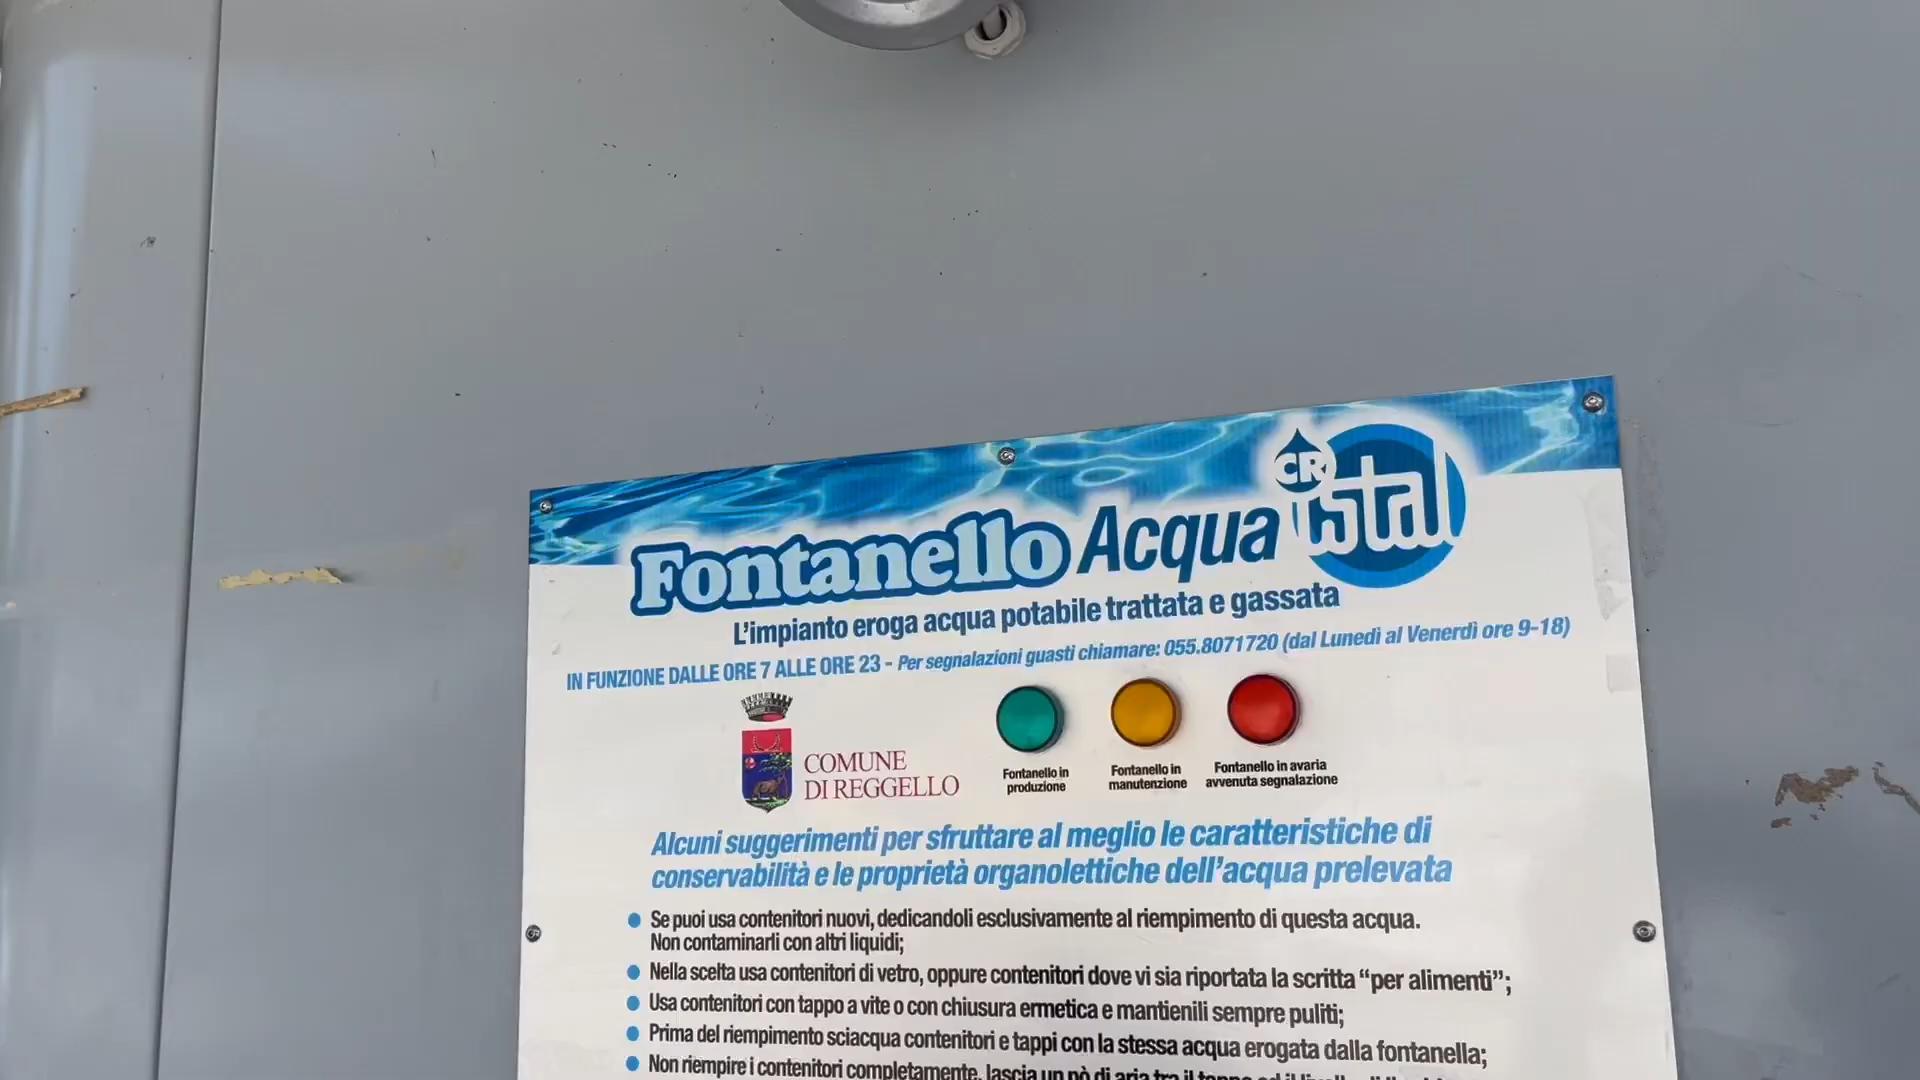 Fontanello Acqua CRistal
L'impianto eroga acqua potabile trattata e gassata
IN FUNZIONE DALLE ORE 7 ALLE ORE 23 - Per segnalazioni guasti chiamare: 055.8071720 (dal Lunedì al Venerdì ore 9-18)
COMUNE
DI REGGELLO
Fontanello in
produzione
Fontanello in
manutenzione
Fontanello in avaria
avvenuta segnalazione
Alcuni suggerimenti per sfruttare al meglio le caratteristiche di
conservabilità e le proprietà organolettiche dell'acqua prelevata
Se puoi usa contenitori nuovi, dedicandoli esclusivamente al riempimento di questa acqua.
Non contaminarli con altri liquidi;
Nella scelta usa contenitori di vetro, oppure contenitori dove vi sia riportata la scritta “per alimenti”;
Usa contenitori con tappo a vite o con chiusura ermetica e mantienili sempre puliti;
Prima del riempimento sciacqua contenitori e tappi con la stessa acqua erogata dalla fontanella;
Non riempire i contenitori completamente, lascia un pò di aria tra il tappo ed il